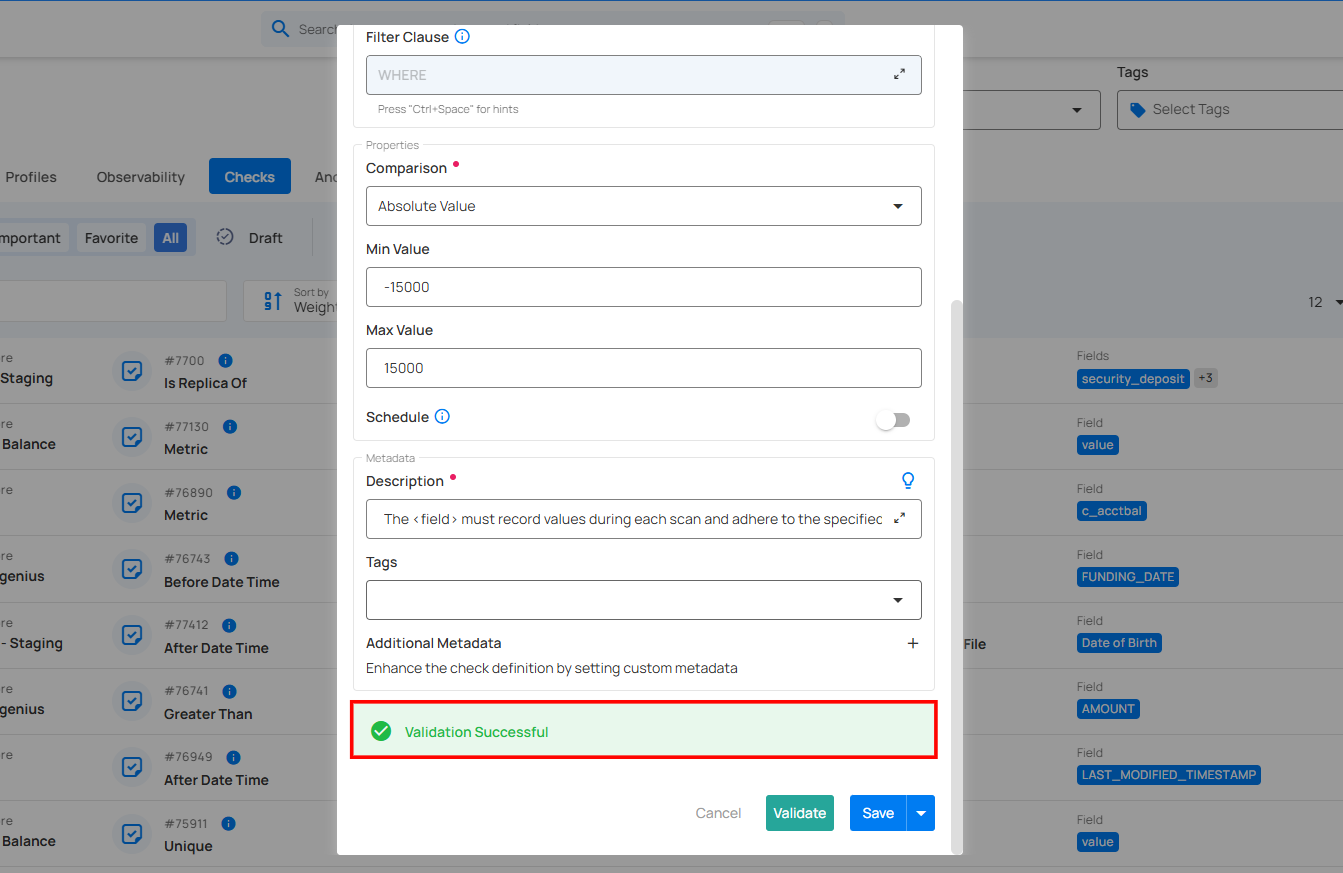 Search
Tags
Select Tags
Profiles
Observability
Checks
Draft
Important
Favorite
All
Sort by
Weight
12
Filter Clause
WHERE
Press "Ctrl+Space" for hints
Properties
Comparison
Absolute Value
Min Value
-15000
Max Value
15000
Schedule
Metadata
Description
The <field> must record values during each scan and adhere to the specified
Tags
Additional Metadata
Enhance the check definition by setting custom metadata
Validation Successful
Cancel
Validate
Save
re
Staging
#7700
Is Replica Of
Fields
security_deposit +3
re
Balance
#77130
Metric
Field
value
re
#76890
Metric
Field
c_acctbal
re
genius
#76743
Before Date Time
Field
FUNDING_DATE
re
- Staging
#77412
After Date Time
File
Field
Date of Birth
re
genius
#76741
Greater Than
Field
AMOUNT
re
#76949
After Date Time
Field
LAST_MODIFIED_TIMESTAMP
re
Balance
#75911
Unique
Field
value